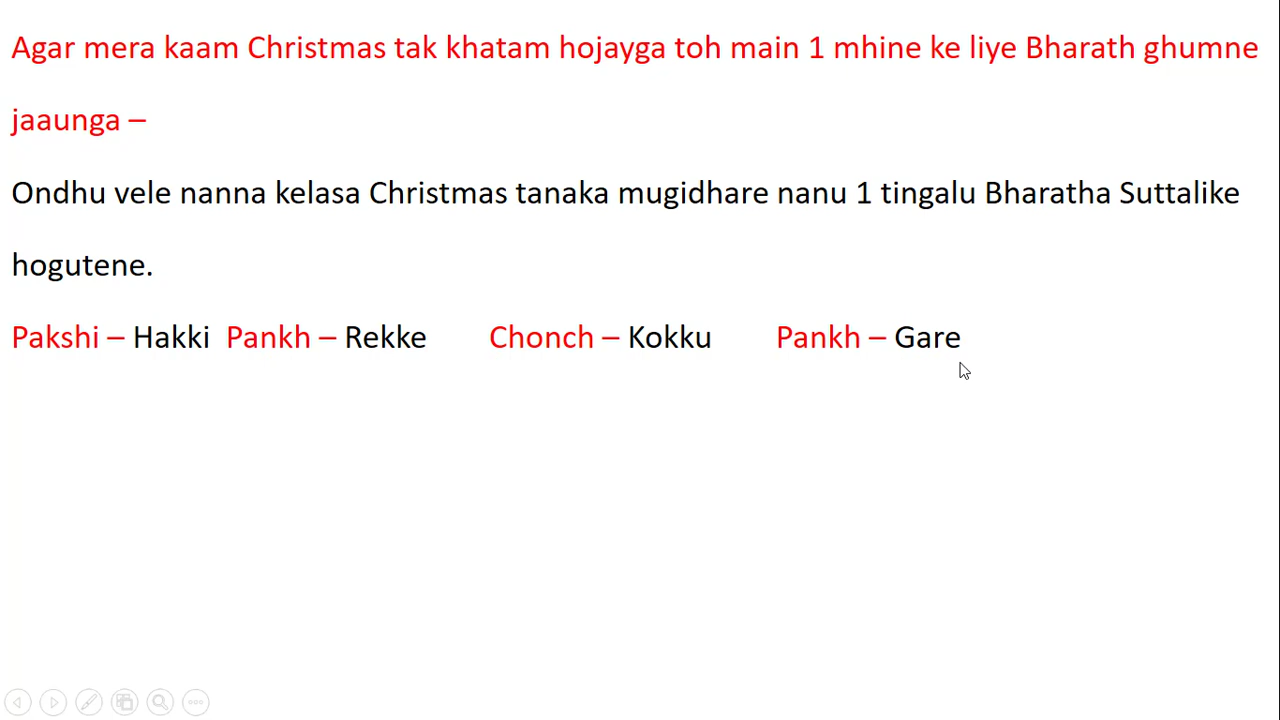 Agar mera kaam Christmas tak khatam hojayga toh main 1 mhine ke liye Bharath ghumne
jaaunga –
Ondhu vele nanna kelasa Christmas tanaka mugidhare nanu 1 tingalu Bharatha Suttalike
hogutene.
Pakshi – Hakki Pankh – Rekke Chonch – Kokku Pankh – Gare